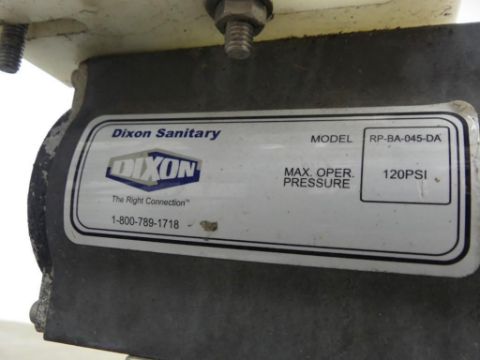 Dixon Sanitary
DIXON
The Right Connection™
1-800-789-1718
MODEL RP-BA-045-DA
MAX. OPER. PRESSURE 120PSI